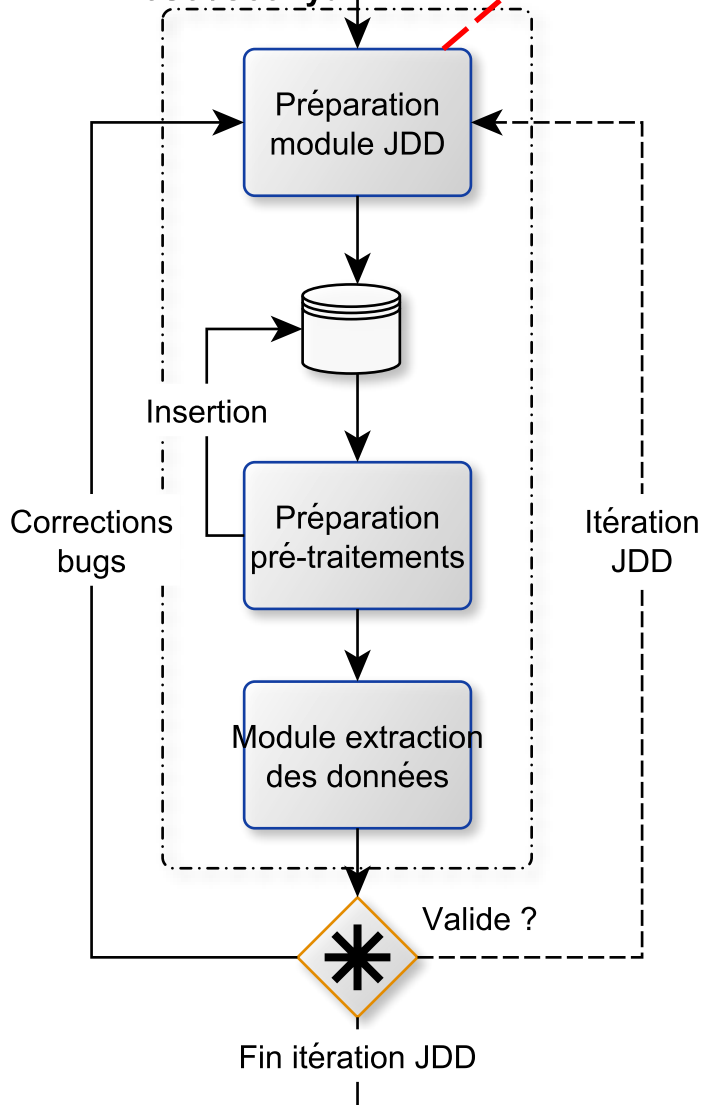 Préparation
module JDD
Insertion
Corrections
bugs
Préparation
pré-traitements
Itération
JDD
Module extraction
des données
Valide ?
Fin itération JDD